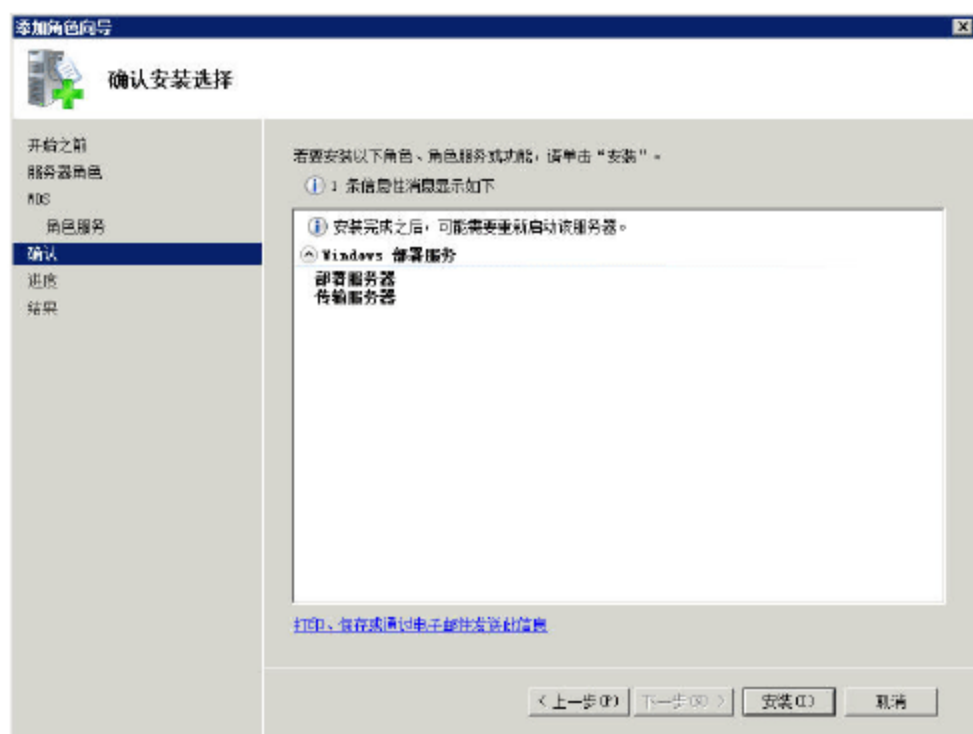 添加角色向导
确认安装选择
开始之前
服务器角色
WDS
角色服务
确认
进度
结果
若要安装以下角色、角色服务或功能，请单击“安装”。
1 条信息性消息显示如下
安装完成之后，可能需要重新启动该服务器。
Windows 部署服务
部署服务器
传输服务器
打印、保存或通过电子邮件发送此信息
< 上一步(P)
下一步(N) >
安装(I)
取消